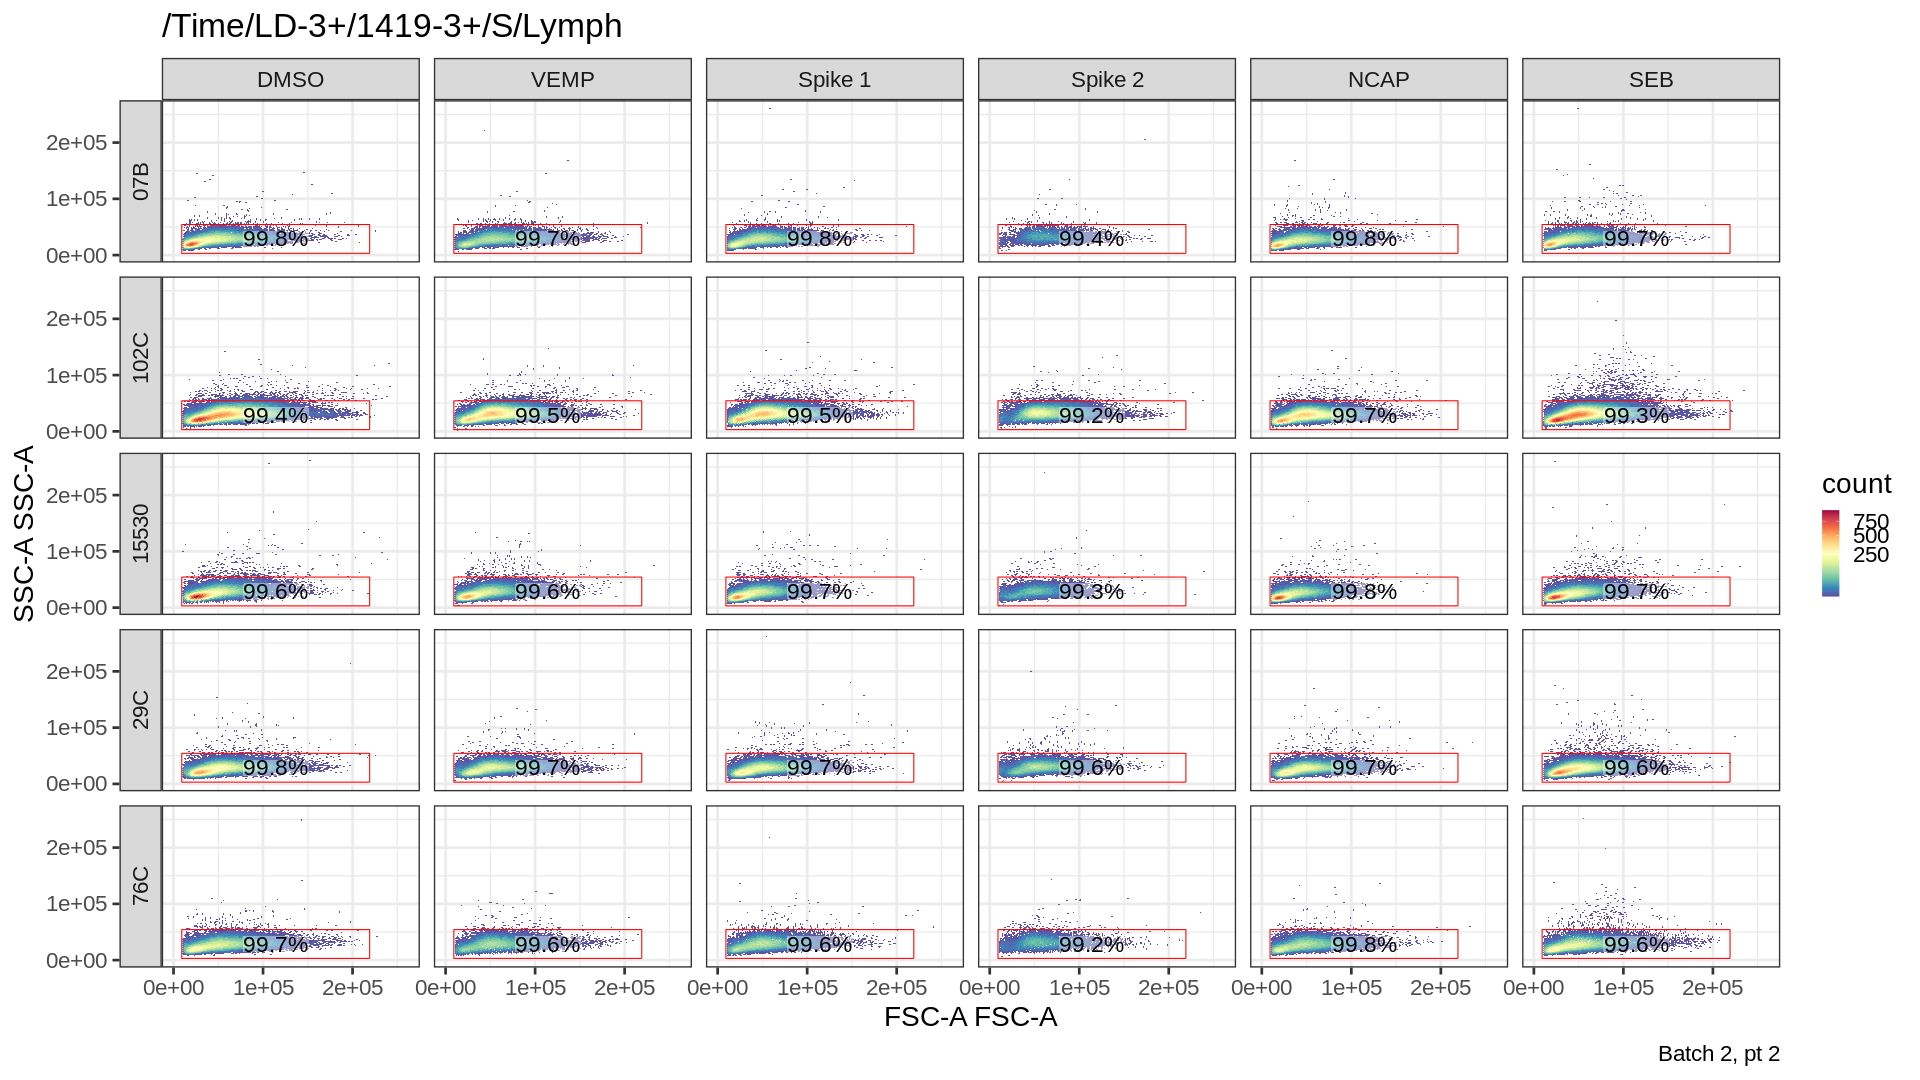 /Time/LD-3+/1419-3+/S/Lymph
DMSO VEMP Spike 1 Spike 2 NCAP SEB
2e+05
1e+05
0e+00
07B
99.8% 99.7% 99.8% 99.4% 99.8% 99.7%
2e+05
1e+05
0e+00
102C
99.4% 99.5% 99.5% 99.2% 99.7% 99.3%
2e+05
1e+05
0e+00
15530
99.6% 99.6% 99.7% 99.3% 99.8% 99.7%
2e+05
1e+05
0e+00
29C
99.8% 99.7% 99.7% 99.6% 99.7% 99.6%
2e+05
1e+05
0e+00
76C
99.7% 99.6% 99.6% 99.2% 99.8% 99.6%
0e+00 1e+05 2e+05 0e+00 1e+05 2e+05 0e+00 1e+05 2e+05 0e+00 1e+05 2e+05 0e+00 1e+05 2e+05 0e+00 1e+05 2e+05
SSC-A SSC-A
FSC-A FSC-A
count
750
500
250
Batch 2, pt 2